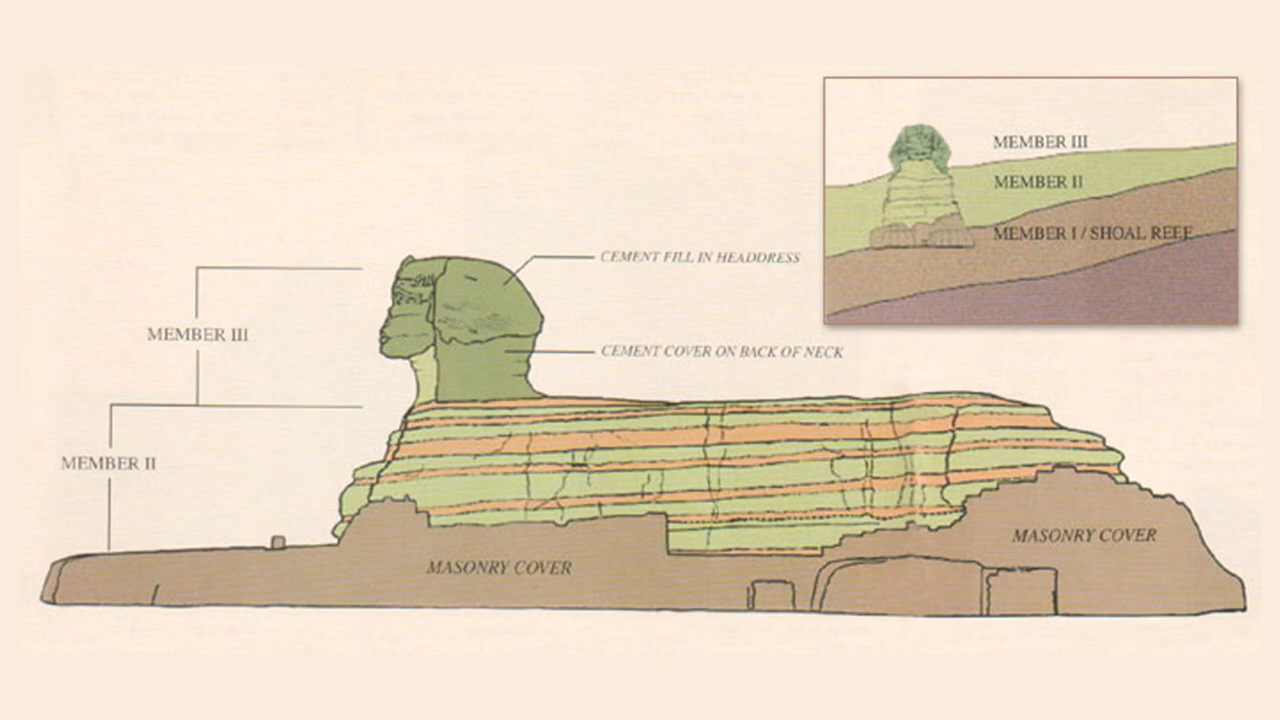 MEMBER III
MEMBER II
MEMBER I / SHOAL REEF
CEMENT FILL IN HEADDRESS
MEMBER III
CEMENT COVER ON BACK OF NECK
MEMBER II
MASONRY COVER
MASONRY COVER